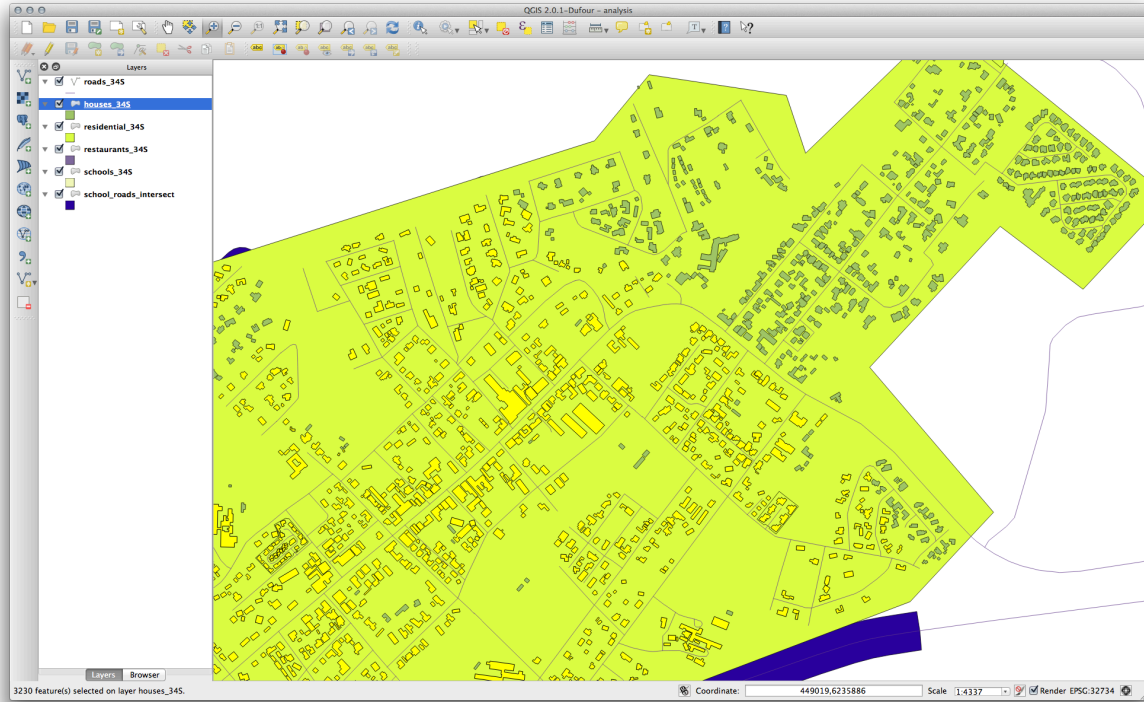 QGIS 2.0.1-Dufour - analysis
Layers
roads_34S
houses_34S
residential_34S
restaurants_34S
schools_34S
school_roads_intersect
Layers Browser
3230 feature(s) selected on layer houses_34S.
Coordinate: 449019,6235886 Scale 1:4337 Render EPSG:32734